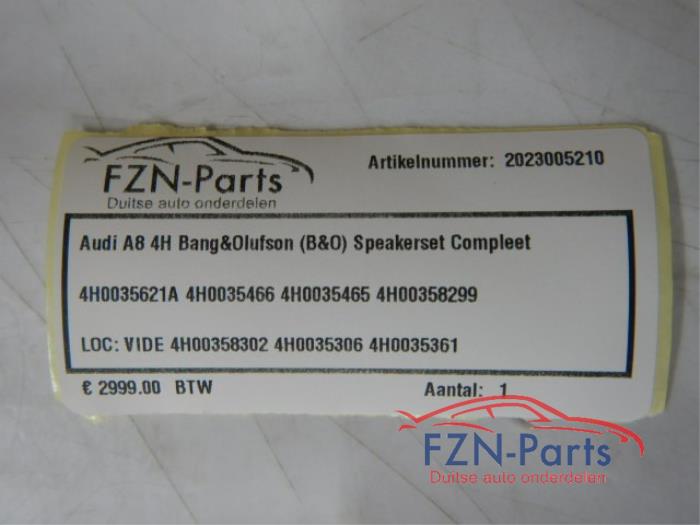 FZN-Parts
Duitse auto onderdelen
Artikelnummer: 2023005210
Audi A8 4H Bang&Olufson (B&O) Speakerset Compleet
4H0035621A 4H0035466 4H0035465 4H00358299
LOC: VIDE 4H00358302 4H0035306 4H0035361
€ 2999.00 BTW
Aantal: 1
FZN-Parts
Duitse auto onderdelen